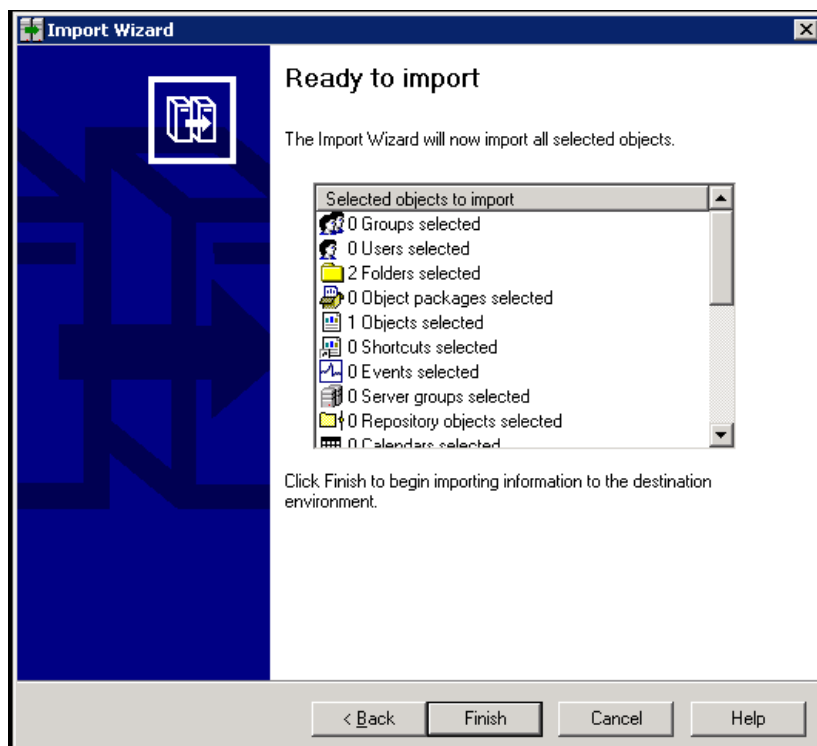 Import Wizard
Ready to import
The Import Wizard will now import all selected objects.
Selected objects to import
0 Groups selected
0 Users selected
2 Folders selected
0 Object packages selected
1 Objects selected
0 Shortcuts selected
0 Events selected
0 Server groups selected
0 Repository objects selected
0 Calendars selected
Click Finish to begin importing information to the destination
environment.
< Back Finish Cancel Help